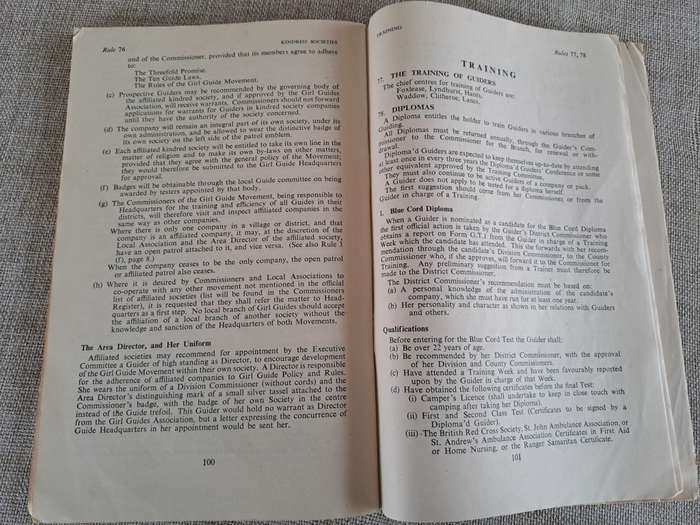 Rule 76
KINDRED SOCIETIES
and of the Commissioner, provided that its members agree to adhere
to:
The Threefold Promise.
The Ten Guide Laws.
The Rules of the Girl Guide Movement.
(c) Prospective Guiders may be recommended by the governing body of
the affiliated kindred society, and if approved by the Girl Guides
Association, will receive warrants. Commissioners should not forward
applications for warrants for Guiders in kindred society companies
until they have the authority of the society concerned.
(d) The company will remain an integral part of its own society, under its
own administration, and be allowed to wear the distinctive badge of
its own society on the left side of the patrol emblem.
(e) Each affiliated kindred society will be entitled to take its own line in the
matter of religion and to make its own by-laws on other matters,
provided that they agree with the general policy of the Movement;
they would therefore be submitted to the Girl Guide Headquarters
for approval.
(f) Badges will be obtainable through the local Guide committee on being
awarded by testers appointed by that body.
(g) The Commissioners of the Girl Guide Movement, being responsible to
Headquarters for the training and efficiency of all Guides in their
districts, will therefore visit and inspect affiliated companies in the
same way as other companies.
Where there is only one company in a village or district, and that
company is an affiliated company, it may, at the discretion of the
Local Association and the Area Director of the affiliated society,
have an open patrol attached to it, and vice versa. (See also Rule 3
(f), page 8.)
When the company ceases to be the only company, the open patrol
or affiliated patrol also ceases.
(h) Where it is desired by Commissioners and Local Associations to
co-operate with any other movement not mentioned in the official
list of affiliated societies (list will be found in the Commissioners
Register), it is requested that they shall refer the matter to Head-
quarters as a first step. No local branch of Girl Guides should accept
the affiliation of a local branch of another society without the
knowledge and sanction of the Headquarters of both Movements.
The Area Director, and Her Uniform
Affiliated societies may recommend for appointment by the Executive
Committee a Guider of high standing as Director, to encourage development
of the Girl Guide Movement within their own society. A Director is responsible
for the adherence of affiliated companies to Girl Guide Policy and Rules.
She wears the uniform of a Division Commissioner (without cords) and the
Area Director's distinguishing mark of a small silver tassel attached to the
Commissioner's badge, with the badge of her own Society in the centre
instead of the Guide trefoil. This Guider would hold no warrant as Director
from the Girl Guides Association, but a letter expressing the concurrence of
Guide Headquarters in her appointment would be sent her.
100
TRAINING
Rules 77, 78
TRAINING
77. THE TRAINING OF GUIDERS
The chief centres for training of Guiders are:
Foxlease, Lyndhurst, Hants.
Waddow, Clitheroe, Lancs.
78. DIPLOMAS
A Diploma entitles the holder to train Guiders in various branches of
Guiding.
All Diplomas must be returned annually, through the Guider's Com-
missioner to the Commissioner for the Branch, for renewal or with-
drawal.
Diploma'd Guiders are expected to keep themselves up-to-date by attending
at least once in every three years the Diploma'd Guiders' Conference or some
other equivalent approved by the Training Committee.
They must also continue to be active Guiders of a company or pack.
A Guider does not apply to be tested for a diploma herself.
The first suggestion should come from her Commissioner or from the
Guider in charge of a Training.
1. Blue Cord Diploma
When a Guider is nominated as a candidate for the Blue Cord Diploma
the first official action is taken by the Guider's District Commissioner who
obtains a report on Form G.T.1 from the Guider in charge of a Training
Week which the candidate has attended. This she forwards with her recom-
mendation through the candidate's Division Commissioner, to the County
Commissioner who, if she approves, will forward it to the Commissioner for
Training. Any preliminary suggestion from a Trainer must therefore be
made to the District Commissioner.
The District Commissioner's recommendation must be based on:
(a) A personal knowledge of the administration of the candidate's
company, which she must have run for at least one year.
(b) Her personality and character as shown in her relations with Guiders
and others.
Qualifications
Before entering for the Blue Cord Test the Guider shall:
(a) Be over 22 years of age.
(b) Be recommended by her District Commissioner, with the approval
of her Division and County Commissioners.
(c) Have attended a Training Week and have been favourably reported
upon by the Guider in charge of that Week.
(d) Have obtained the following certificates before the final Test:
(i) Camper's Licence (shall undertake to keep in close touch with
camping after taking her Diploma).
(ii) First and Second Class Test (Certificates to be signed by a
Diploma'd Guider).
(iii) The British Red Cross Society, St. John Ambulance Association, or
St. Andrew's Ambulance Association Certificates in First Aid
or Home Nursing, or the Ranger Samaritan Certificate.
101